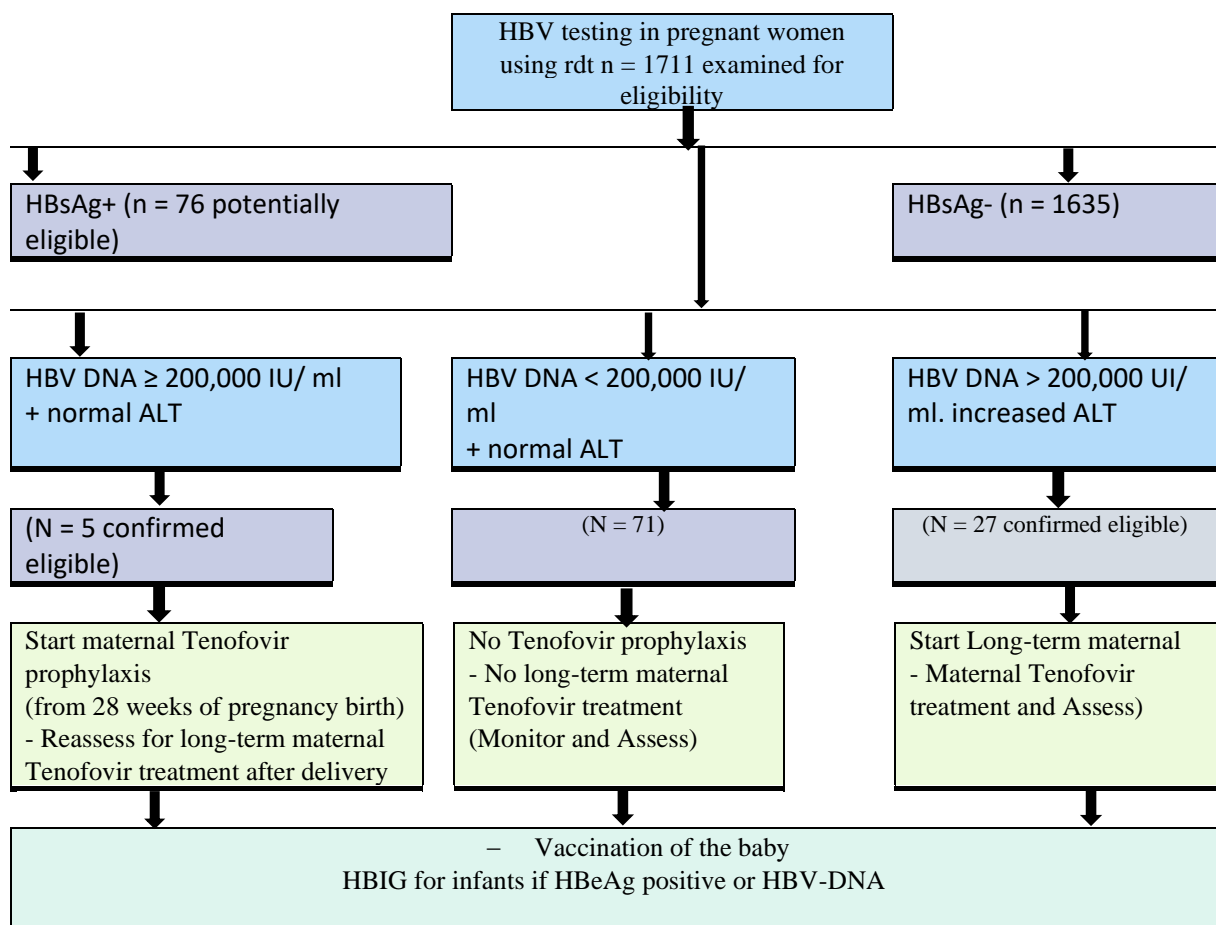 HBV testing in pregnant women
using rdt n = 1711 examined for
eligibility
HBsAg+ (n = 76 potentially
eligible)
HBsAg- (n = 1635)
HBV DNA ≥ 200,000 IU/ ml
+ normal ALT
HBV DNA < 200,000 IU/
ml
+ normal ALT
HBV DNA > 200,000 UI/
ml. increased ALT
(N = 5 confirmed
eligible)
(N = 71)
(N = 27 confirmed eligible)
Start maternal Tenofovir
prophylaxis
(from 28 weeks of pregnancy birth)
- Reassess for long-term maternal
Tenofovir treatment after delivery
No Tenofovir prophylaxis
- No long-term maternal
Tenofovir treatment
(Monitor and Assess)
Start Long-term maternal
- Maternal Tenofovir
treatment and Assess)
– Vaccination of the baby
HBIG for infants if HBeAg positive or HBV-DNA